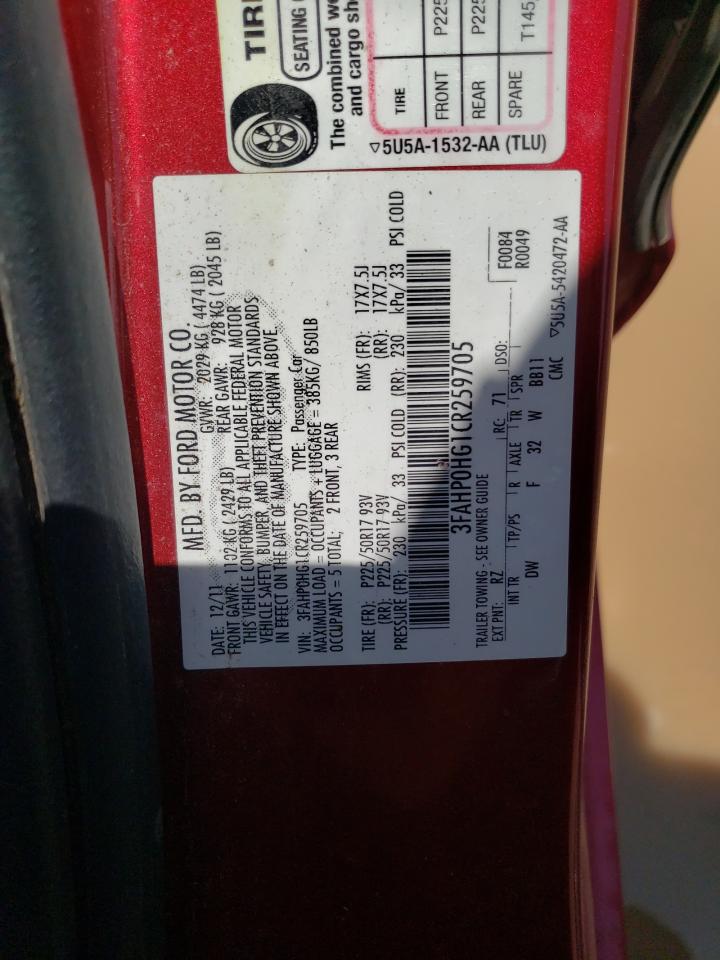 TIRE
SEATING
The combined
and cargo
TIRE
FRONT P225
REAR P225
SPARE T145
5U5A-1532-AA (TLU)
MFD. BY FORD MOTOR CO.
DATE: 12/11 GVWR: 2029 KG ( 4474 LB)
FRONT GAWR: 1102 KG ( 2429 LB) REAR GAWR: 928 KG ( 2045 LB)
THIS VEHICLE CONFORMS TO ALL APPLICABLE FEDERAL MOTOR
VEHICLE SAFETY, BUMPER, AND THEFT PREVENTION STANDARDS
IN EFFECT ON THE DATE OF MANUFACTURE SHOWN ABOVE.
VIN: 3FAHP0HG1CR259705 TYPE: Passenger Car
MAXIMUM LOAD = OCCUPANTS + LUGGAGE = 385KG/ 850LB
OCCUPANTS = 5 TOTAL; 2 FRONT, 3 REAR
TIRE (FR): P225/50R17 93V RIMS (FR): 17X7.5J
(RR): P225/50R17 93V (RR): 17X7.5J
PRESSURE (FR): 230 kPa/ 33 PSI COLD (RR): 230 kPa/ 33 PSI COLD
3FAHP0HG1CR259705
TRAILER TOWING - SEE OWNER GUIDE F0084
EXT PNT: RZ RC: 71 DSO: R0049
INT TR TP/PS R AXLE TR SPR
DW F 32 W BB11
CMC 5U5A-5420472-AA